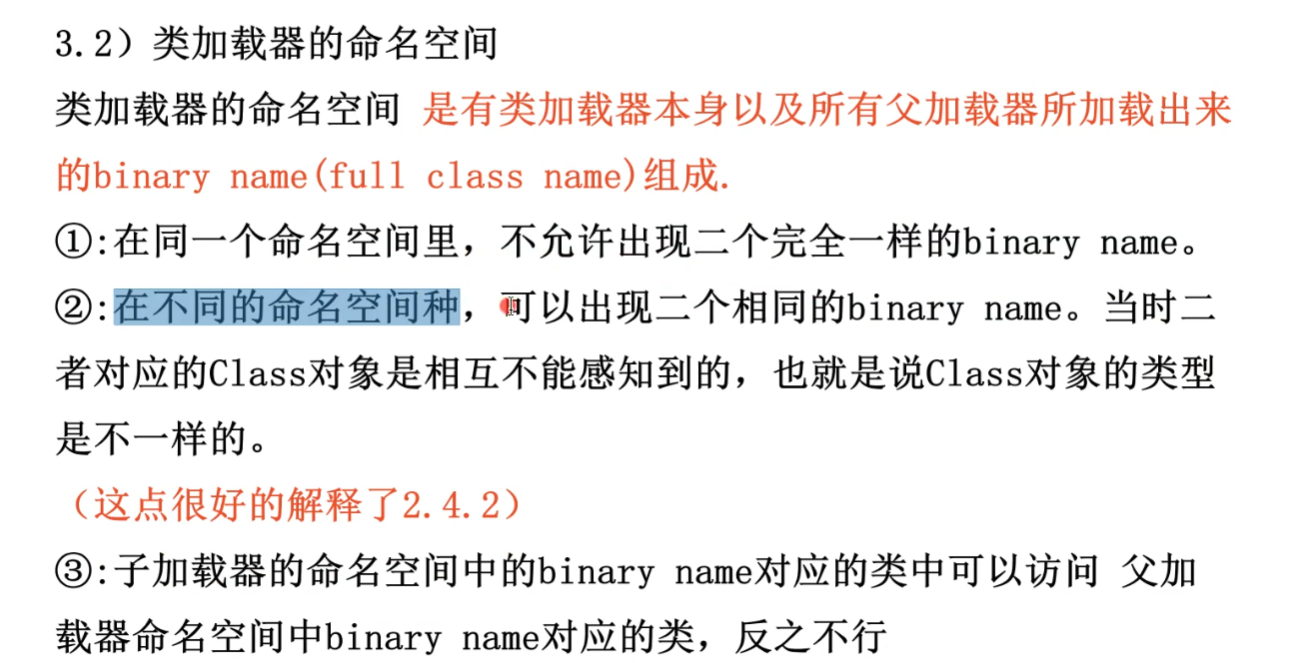 3.2）类加载器的命名空间
类加载器的命名空间 是有类加载器本身以及所有父加载器所加载出来
的binary name(full class name)组成.
①:在同一个命名空间里，不允许出现二个完全一样的binary name。
②:在不同的命名空间种，可以出现二个相同的binary name。当时二
者对应的Class对象是相互不能感知到的，也就是说Class对象的类型
是不一样的。
（这点很好的解释了2.4.2）
③:子加载器的命名空间中的binary name对应的类中可以访问 父加
载器命名空间中binary name对应的类，反之不行